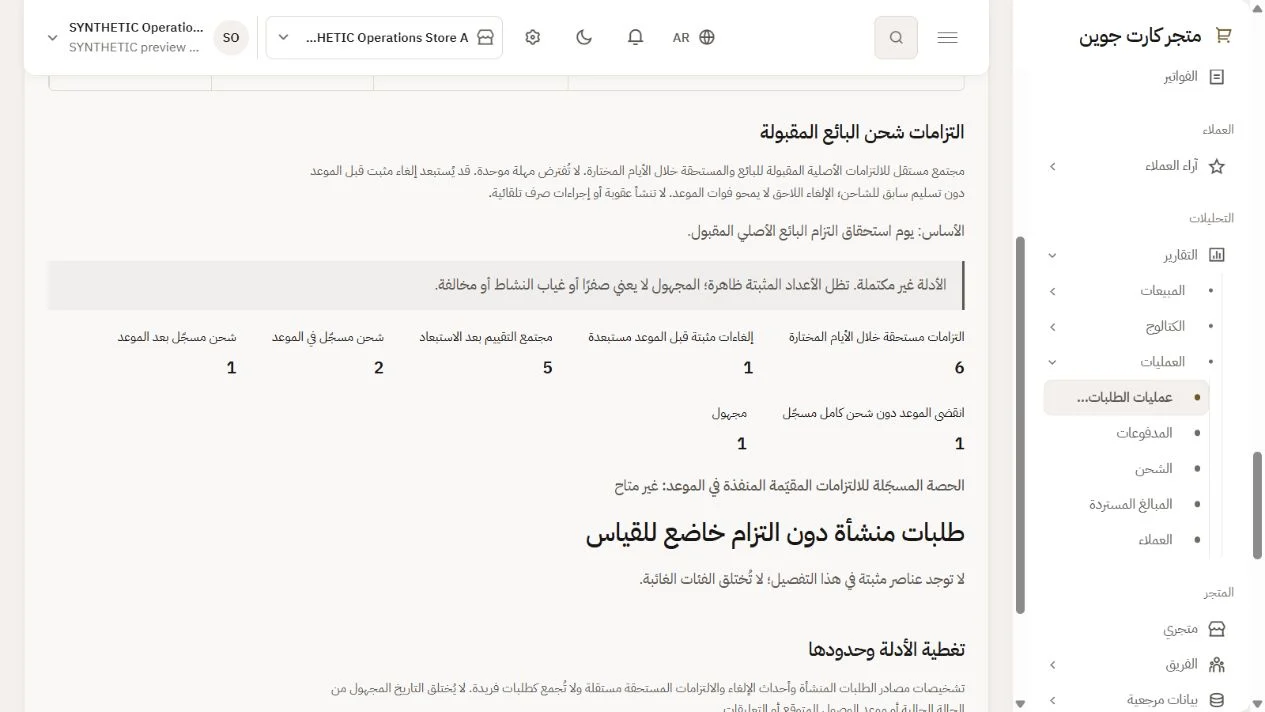 متجر كارت جوين
الفواتير
العملاء
آراء العملاء
التحليلات
التقارير
المبيعات
الكتالوج
العمليات
عمليات الطلبات...
المدفوعات
الشحن
المبالغ المستردة
العملاء
المتجر
متجري
الفريق
بيانات مرجعية
AR
...HETIC Operations Store A
SO
SYNTHETIC Operatio...
SYNTHETIC preview ...
التزامات شحن البائع المقبولة
مجتمع مستقل للالتزامات الأصلية المقبولة للبائع والمستحقة خلال الأيام المختارة. لا تُفترض مهلة موحدة. قد يُستبعد إلغاء مثبت قبل الموعد
دون تسليم سابق للشاحن؛ الإلغاء اللاحق لا يمحو فوات الموعد. لا تنشأ عقوبة أو إجراءات صرف تلقائية.
الأساس: يوم استحقاق التزام البائع الأصلي المقبول.
الأدلة غير مكتملة. تظل الأعداد المثبتة ظاهرة؛ المجهول لا يعني صفرًا أو غياب النشاط أو مخالفة.
التزامات مستحقة خلال الأيام المختارة
6
إلغاءات مثبتة قبل الموعد مستبعدة
1
مجتمع التقييم بعد الاستبعاد
5
شحن مسجّل في الموعد
2
شحن مسجّل بعد الموعد
1
انقضى الموعد دون شحن كامل مسجّل
1
مجهول
1
الحصة المسجّلة للالتزامات المقيّمة المنفذة في الموعد: غير متاح
طلبات منشأة دون التزام خاضع للقياس
لا توجد عناصر مثبتة في هذا التفصيل؛ لا تُختلق الفئات الغائبة.
تغطية الأدلة وحدودها
تشخيصات مصادر الطلبات المنشأة وأحداث الإلغاء والالتزامات المستحقة مستقلة ولا تُجمع كطلبات فريدة. لا يُختلق التاريخ المجهول من
الحالة الحالية أو موعد الوصول المتوقع أو التعليقات.